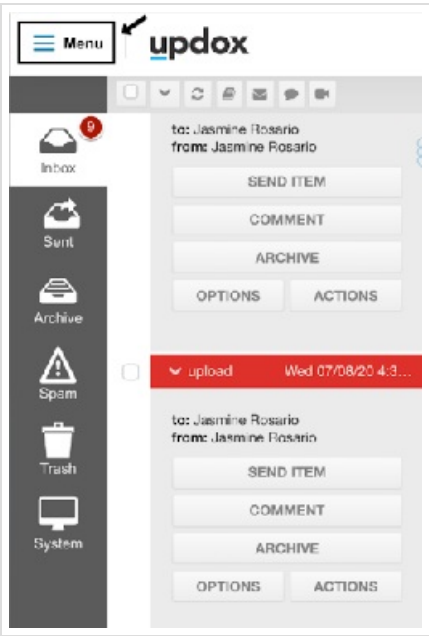 Menu
updox
9
Inbox
to: Jasmine Rosario
from: Jasmine Rosario
SEND ITEM
COMMENT
ARCHIVE
OPTIONS ACTIONS
Sent
Archive
Spam
Trash
System
upload Wed 07/08/20 4:3...
to: Jasmine Rosario
from: Jasmine Rosario
SEND ITEM
COMMENT
ARCHIVE
OPTIONS ACTIONS